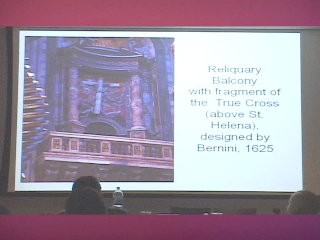 Reliquary
Balcony
with fragment of
the True Cross
(above St.
Helena),
designed by
Bernini, 1625